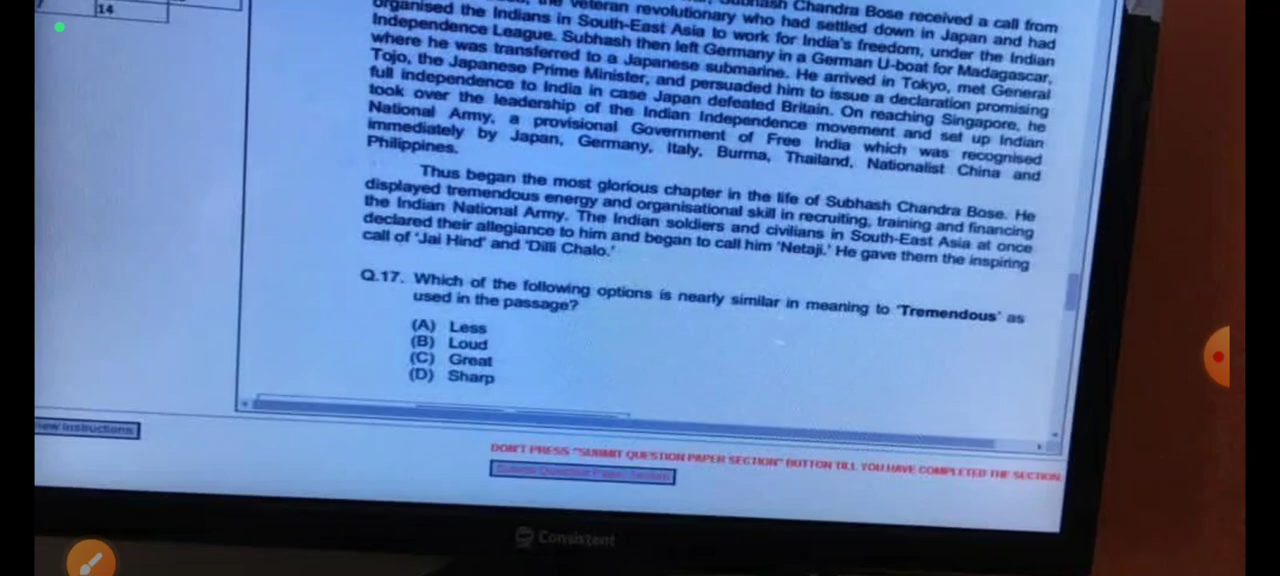 14
the veteran revolutionary who had settled down in Japan and had
Chandra Bose received a call from
organised the Indians in South-East Asia to work for India's freedom, under the Indian
Independence League. Subhash then left Germany in a German U-boat for Madagascar,
where he was transferred to a Japanese submarine. He arrived in Tokyo, met General
Tojo, the Japanese Prime Minister, and persuaded him to issue a declaration promising
full independence to India in case Japan defeated Britain. On reaching Singapore, he
took over the leadership of the Indian Independence movement and set up Indian
National Army, a provisional Government of Free India which was recognised
immediately by Japan, Germany, Italy, Burma, Thailand, Nationalist China and
Philippines.
Thus began the most glorious chapter in the life of Subhash Chandra Bose. He
displayed tremendous energy and organisational skill in recruiting, training and financing
the Indian National Army. The Indian soldiers and civilians in South-East Asia at once
declared their allegiance to him and began to call him 'Netaji.' He gave them the inspiring
call of 'Jai Hind' and 'Dilli Chalo.'
Q.17. Which of the following options is nearly similar in meaning to 'Tremendous' as
used in the passage?
(A) Less
(B) Loud
(C) Great
(D) Sharp
Instructions
DON'T PRESS "SUBMIT QUESTION PAPER SECTION" BUTTON TILL YOU HAVE COMPLETED THE SECTION.
Submit Question Paper Section
Consistent